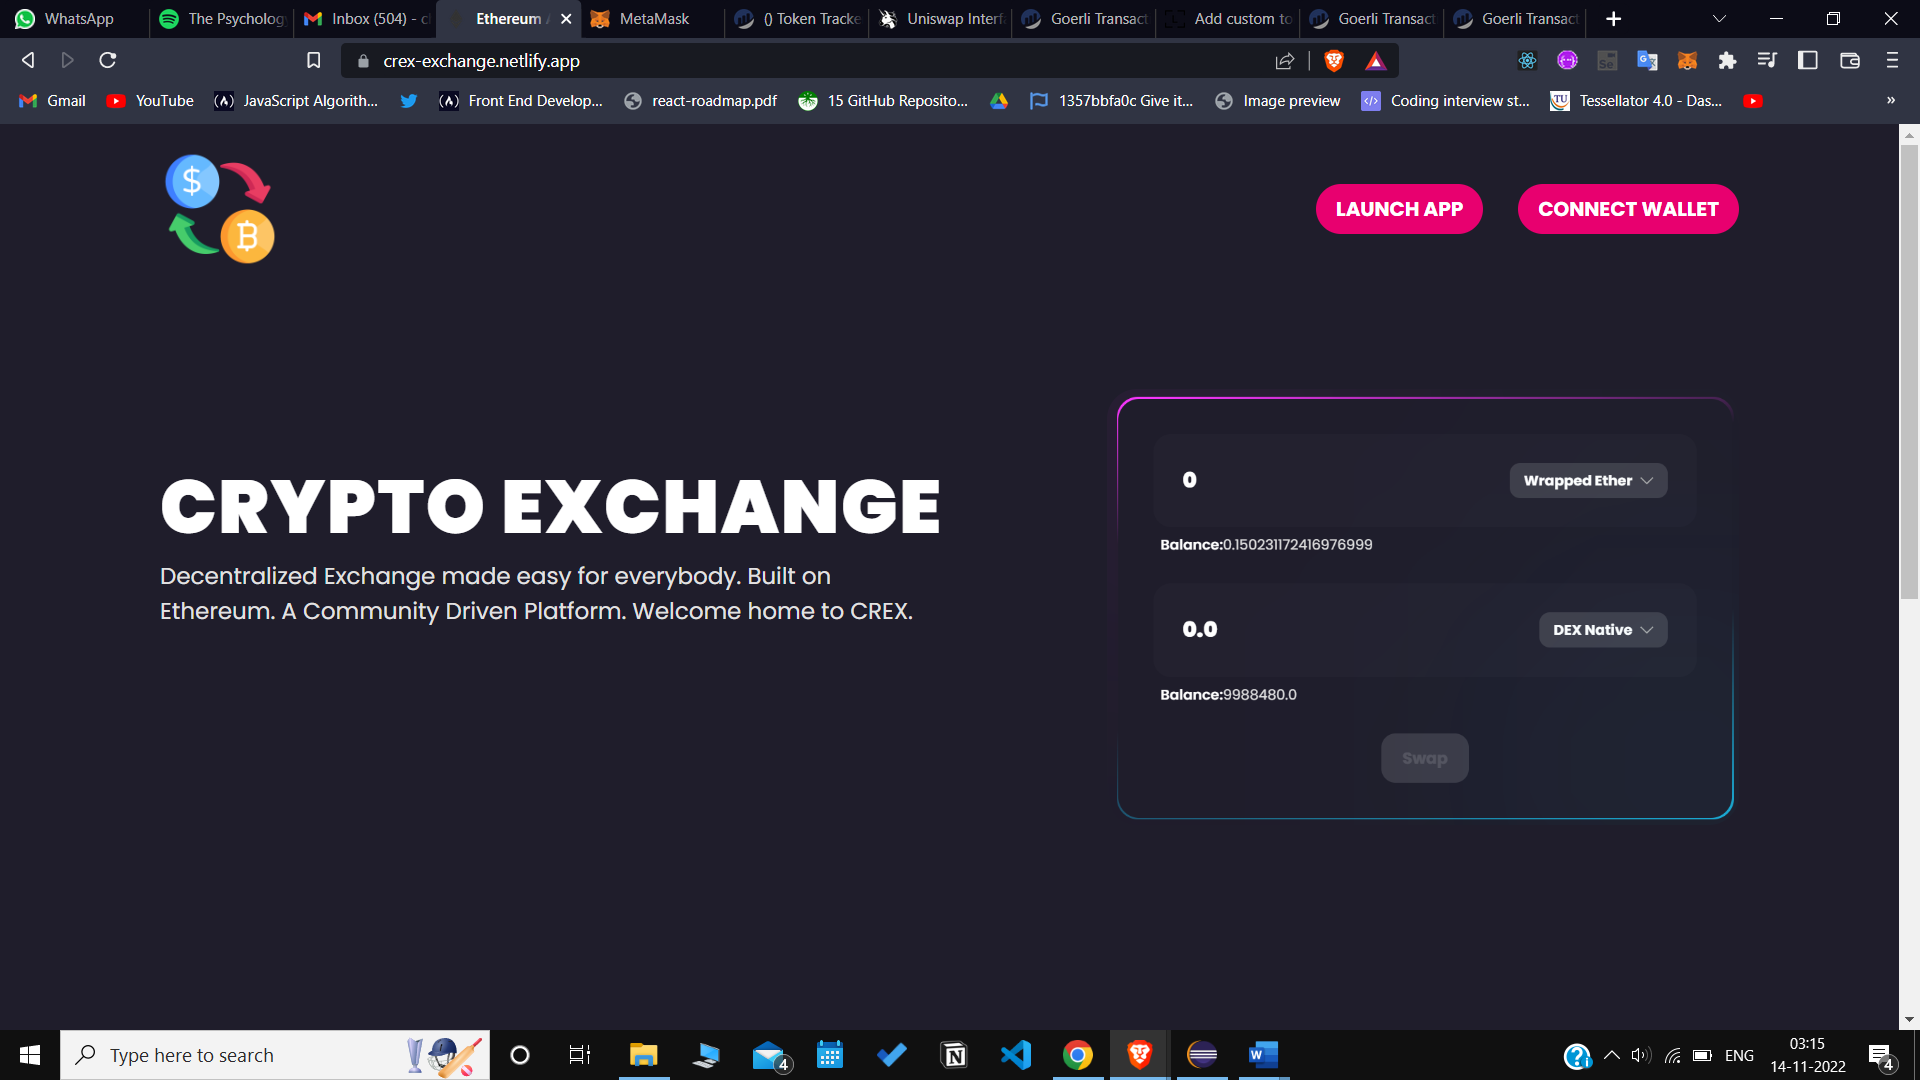 WhatsApp
The Psycholog
Inbox (504) - c
Ethereum
MetaMask
() Token Tracke
Uniswap Interf
Goerli Transact
Add custom to
Goerli Transact
Goerli Transact
crex-exchange.netlify.app
Gmail
YouTube
JavaScript Algorith...
Front End Develop...
react-roadmap.pdf
15 GitHub Reposito...
1357bbfa0c Give it...
Image preview
Coding interview st...
Tessellator 4.0 - Das...
LAUNCH APP
CONNECT WALLET
CRYPTO EXCHANGE
Decentralized Exchange made easy for everybody. Built on
Ethereum. A Community Driven Platform. Welcome home to CREX.
0
Wrapped Ether
Balance:0.150231172416976999
0.0
DEX Native
Balance:9988480.0
Swap
Type here to search
4
ENG
03:15
14-11-2022
4